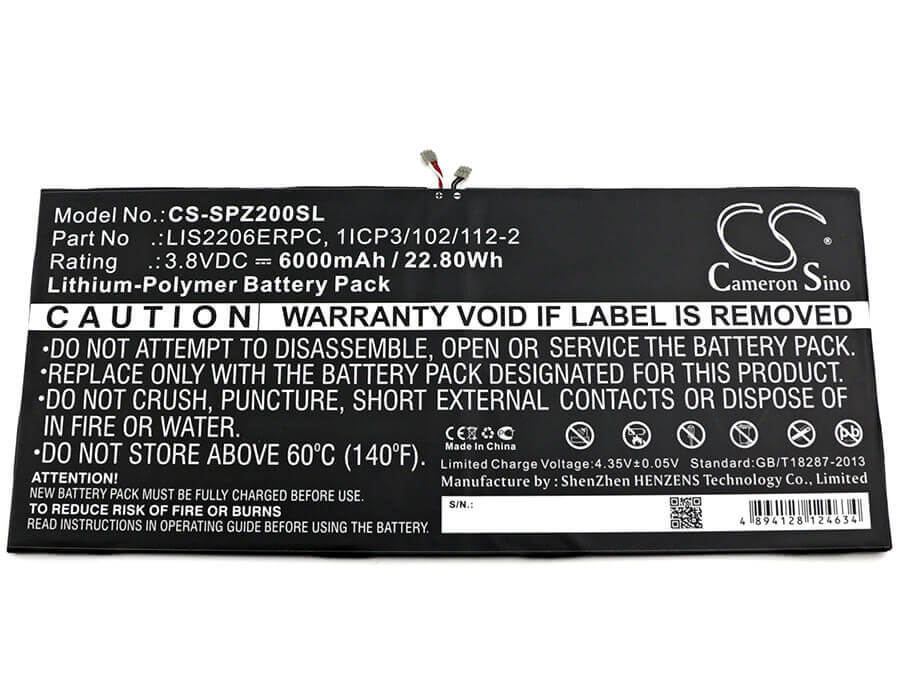 Model No.:CS-SPZ200SL
Part No .:LIS2206ERPC, 1ICP3/102/112-2
Rating .:3.8VDC ⎓ 6000mAh / 22.80Wh
Lithium-Polymer Battery Pack
CS
Cameron Sino
CAUTION WARRANTY VOID IF LABEL IS REMOVED
•DO NOT ATTEMPT TO DISASSEMBLE, OPEN OR SERVICE THE BATTERY PACK.
•REPLACE ONLY WITH THE BATTERY PACK DESIGNATED FOR THIS PRODUCT.
•DO NOT CRUSH, PUNCTURE, SHORT EXTERNAL CONTACTS OR DISPOSE OF
IN FIRE OR WATER.
•DO NOT STORE ABOVE 60°C (140°F).
ATTENTION!
NEW BATTERY PACK MUST BE FULLY CHARGED BEFORE USE.
TO REDUCE RISK OF FIRE OR BURNS
READ INSTRUCTIONS IN OPERATING GUIDE BEFORE USING THE BATTERY.
CE
Made In China
Pb
Limited Charge Voltage:4.35V±0.05V Standard:GB/T18287-2013
Manufacture by : ShenZhen HENZENS Technology Co., Limited
S/N.:
4 894128 124634